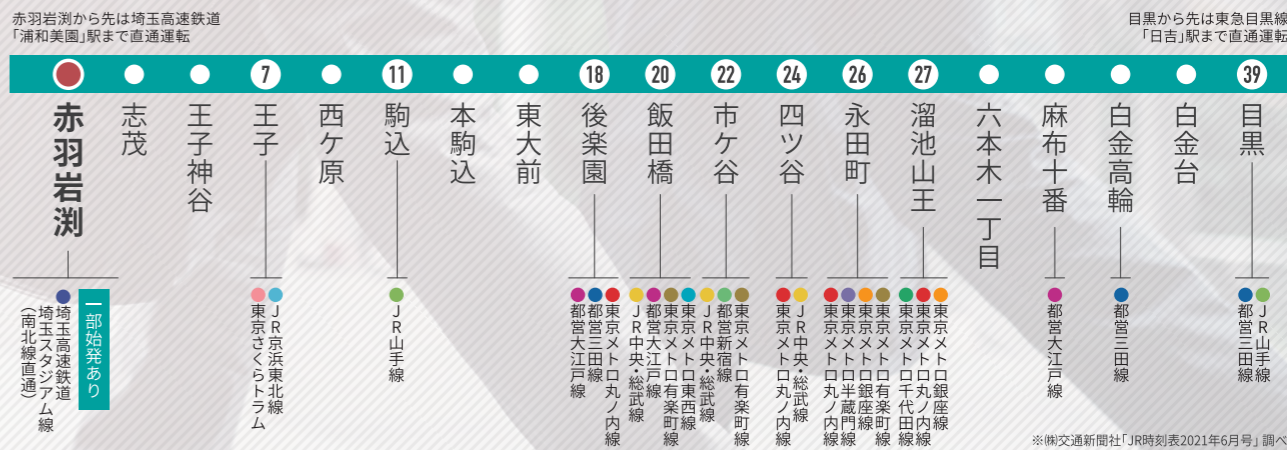 赤羽岩渕から先は埼玉高速鉄道
「浦和美園」駅まで直通運転
目黒から先は東急目黒線
「日吉」駅まで直通運転
7
11
18
20
22
24
26
27
39
赤羽岩渕
志茂
王子神谷
王子
西ケ原
駒込
本駒込
東大前
後楽園
飯田橋
市ケ谷
四ツ谷
永田町
溜池山王
六本木一丁目
麻布十番
白金高輪
白金台
目黒
一部始発あり
埼玉高速鉄道
埼玉スタジアム線
（南北線直通）
東京さくらトラム
JR京浜東北線
JR山手線
都営大江戸線
都営三田線
東京メトロ丸ノ内線
JR中央・総武線
都営大江戸線
東京メトロ有楽町線
東京メトロ東西線
JR中央・総武線
都営新宿線
東京メトロ有楽町線
東京メトロ丸ノ内線
JR中央・総武線
東京メトロ丸ノ内線
東京メトロ半蔵門線
東京メトロ銀座線
東京メトロ有楽町線
東京メトロ千代田線
東京メトロ丸ノ内線
東京メトロ銀座線
都営大江戸線
都営三田線
都営三田線
JR山手線
※㈱交通新聞社「JR時刻表2021年6月号」調べ